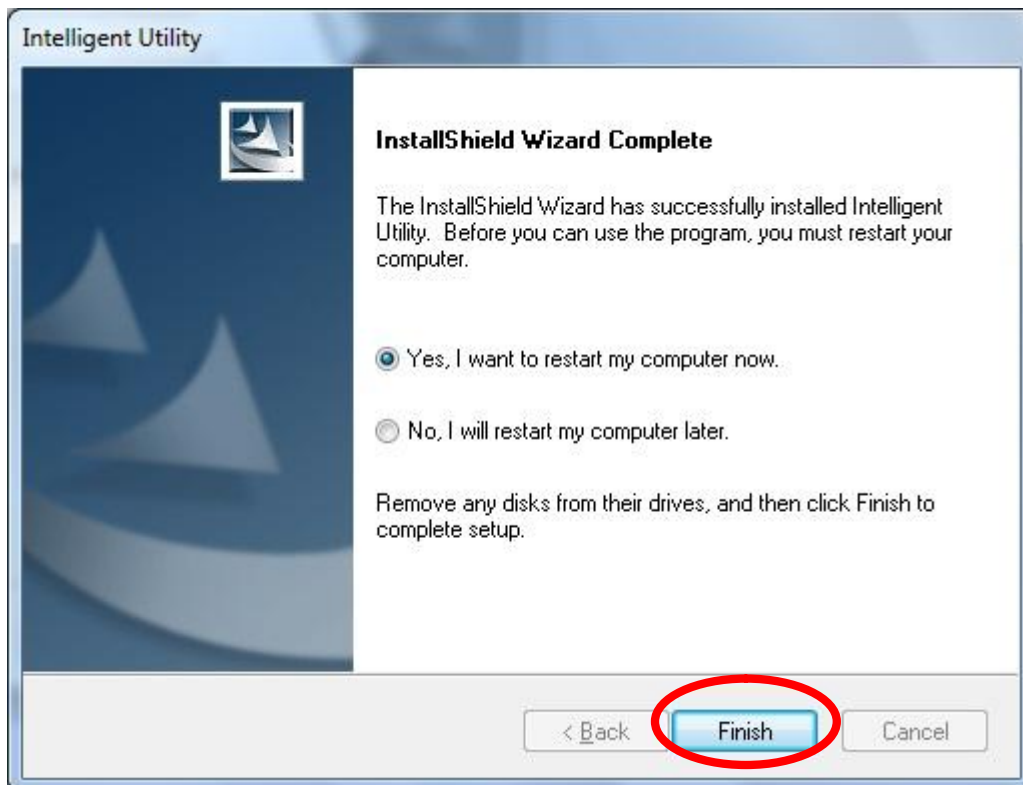 Intelligent Utility
InstallShield Wizard Complete
The InstallShield Wizard has successfully installed Intelligent
Utility.  Before you can use the program, you must restart your
computer.
Yes, I want to restart my computer now.
No, I will restart my computer later.
Remove any disks from their drives, and then click Finish to
complete setup.
< Back
Finish
Cancel